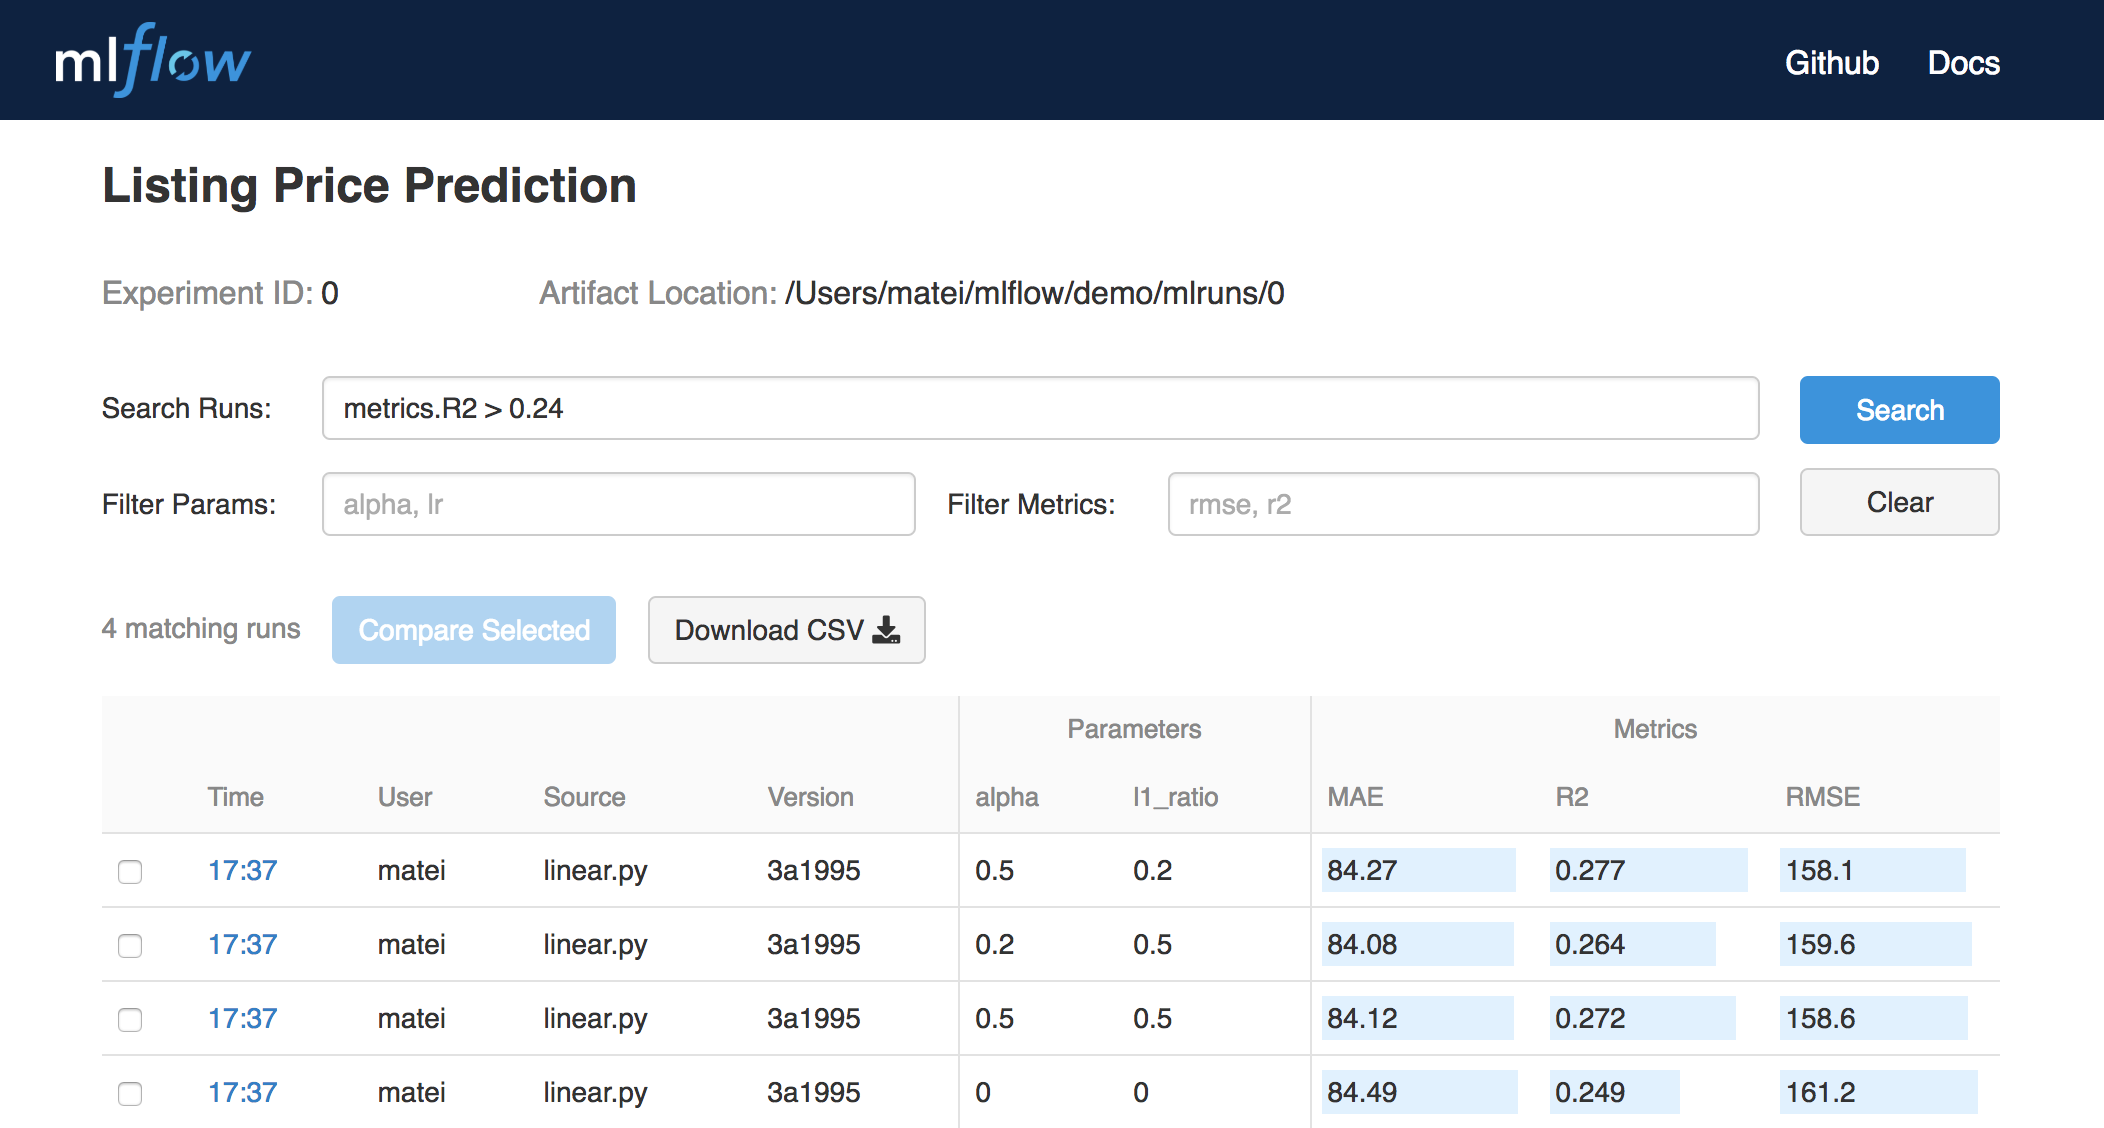 mlflow Github Docs
Listing Price Prediction
Experiment ID: 0 Artifact Location: /Users/matei/mlflow/demo/mlruns/0
Search Runs: metrics.R2 > 0.24 Search
Filter Params: alpha, lr Filter Metrics: rmse, r2 Clear
4 matching runs Compare Selected Download CSV
Parameters Metrics
Time User Source Version alpha l1_ratio MAE R2 RMSE
17:37 matei linear.py 3a1995 0.5 0.2 84.27 0.277 158.1
17:37 matei linear.py 3a1995 0.2 0.5 84.08 0.264 159.6
17:37 matei linear.py 3a1995 0.5 0.5 84.12 0.272 158.6
17:37 matei linear.py 3a1995 0 0 84.49 0.249 161.2